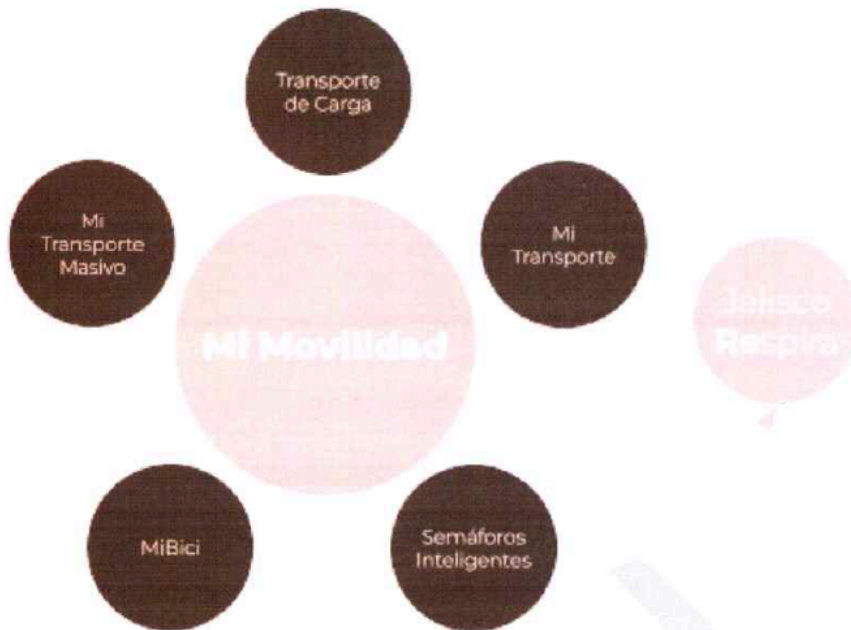 Transporte
de Carga
Mi
Transporte
Masivo
Mi
Transporte
Mi Movilidad
Jalisco
Respira
MiBici
Semáforos
Inteligentes